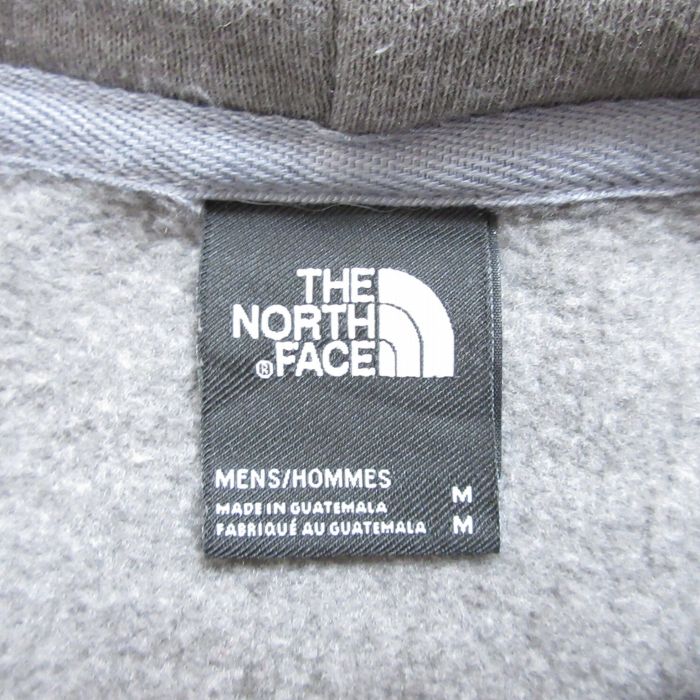 THE
NORTH
®FACE
MENS/HOMMES
MADE IN GUATEMALA M
FABRIQUÉ AU GUATEMALA M